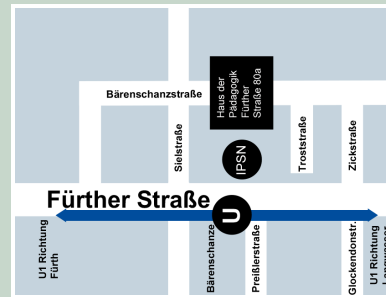 Haus der
Pädagogik
Fürther
Straße 80a
Bärenschanzstraße
Sielstraße
IPSN
Troststraße
Zickstraße
Fürther Straße
U
U1 Richtung
Fürth
Bärenschanze
Preißlerstraße
Glockendonstr.
U1 Richtung